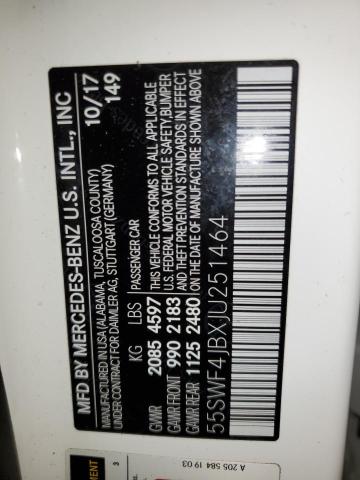 MFD BY MERCEDES-BENZ U.S. INTL., INC
MANUFACTURED IN USA (ALABAMA, TUSCALOOSA COUNTY)
UNDER CONTRACT FOR DAIMLER AG, STUTTGART (GERMANY)
10/17
149
KG LBS PASSENGER CAR
GVWR 2085 4597 THIS VEHICLE CONFORMS TO ALL APPLICABLE
GAWR FRONT 990 2183 U.S. FEDERAL MOTOR VEHICLE SAFETY,BUMPER
GAWR REAR 1125 2480 AND THEFT PREVENTION STANDARDS IN EFFECT
ON THE DATE OF MANUFACTURE SHOWN ABOVE
55SWF4JBXJU251464
A 205 584 19 03
3